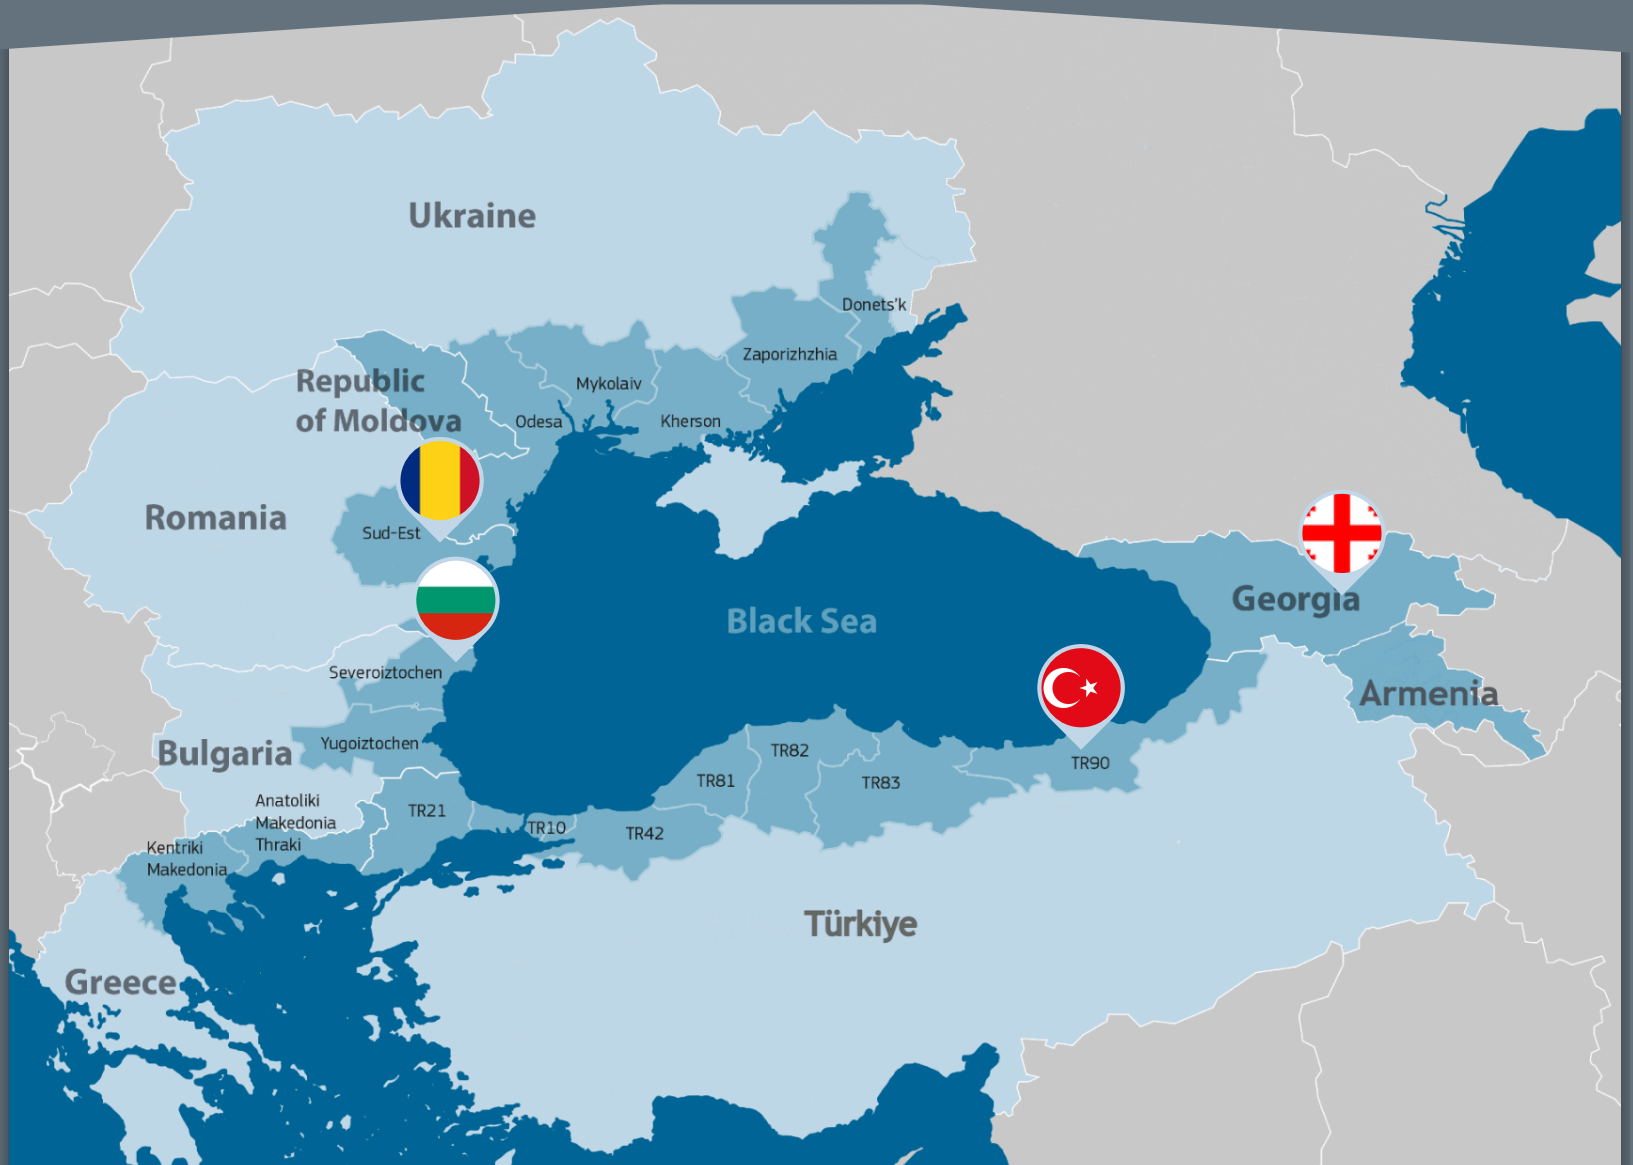 Ukraine
Donets'k
Zaporizhzhia
Republic
of Moldova
Mykolaiv
Odesa
Kherson
Romania
Sud-Est
Georgia
Black Sea
Severoiztochen
Armenia
Yugoiztochen
Bulgaria
TR82
TR90
TR81
TR83
Anatoliki
Makedonia
Thraki
TR21
TR10
TR42
Kentriki
Makedonia
Türkiye
Greece